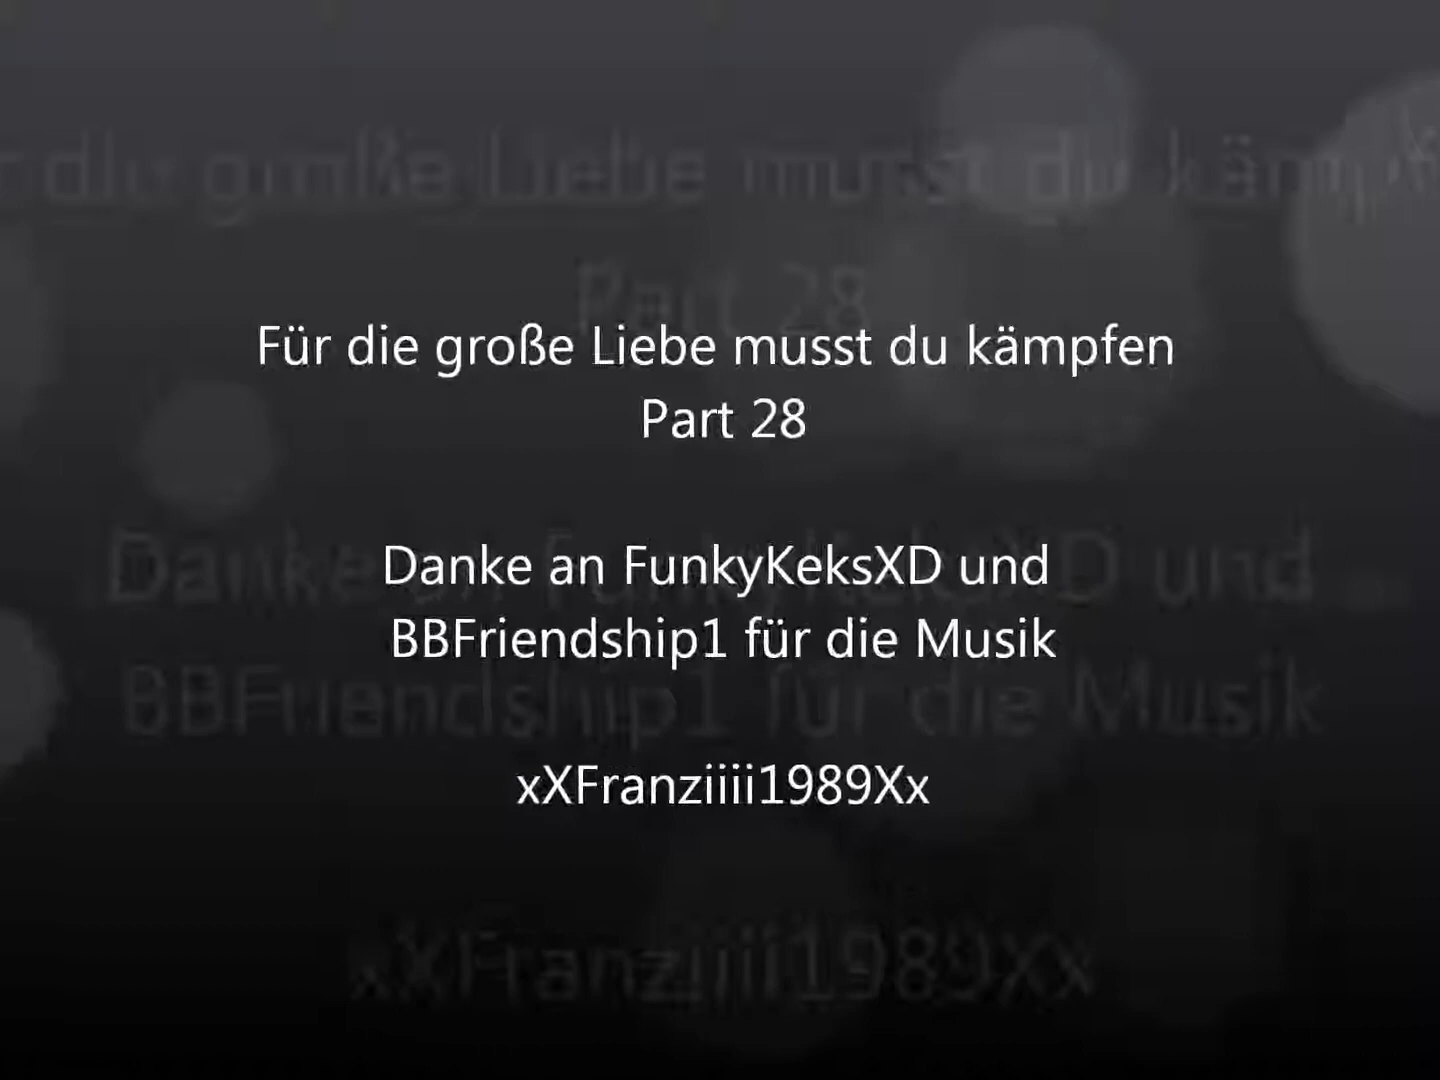 Für die große Liebe musst du kämpfen
Part 28
Danke an FunkyKeksXD und
BBFriendship1 für die Musik
xXFranziiii1989Xx